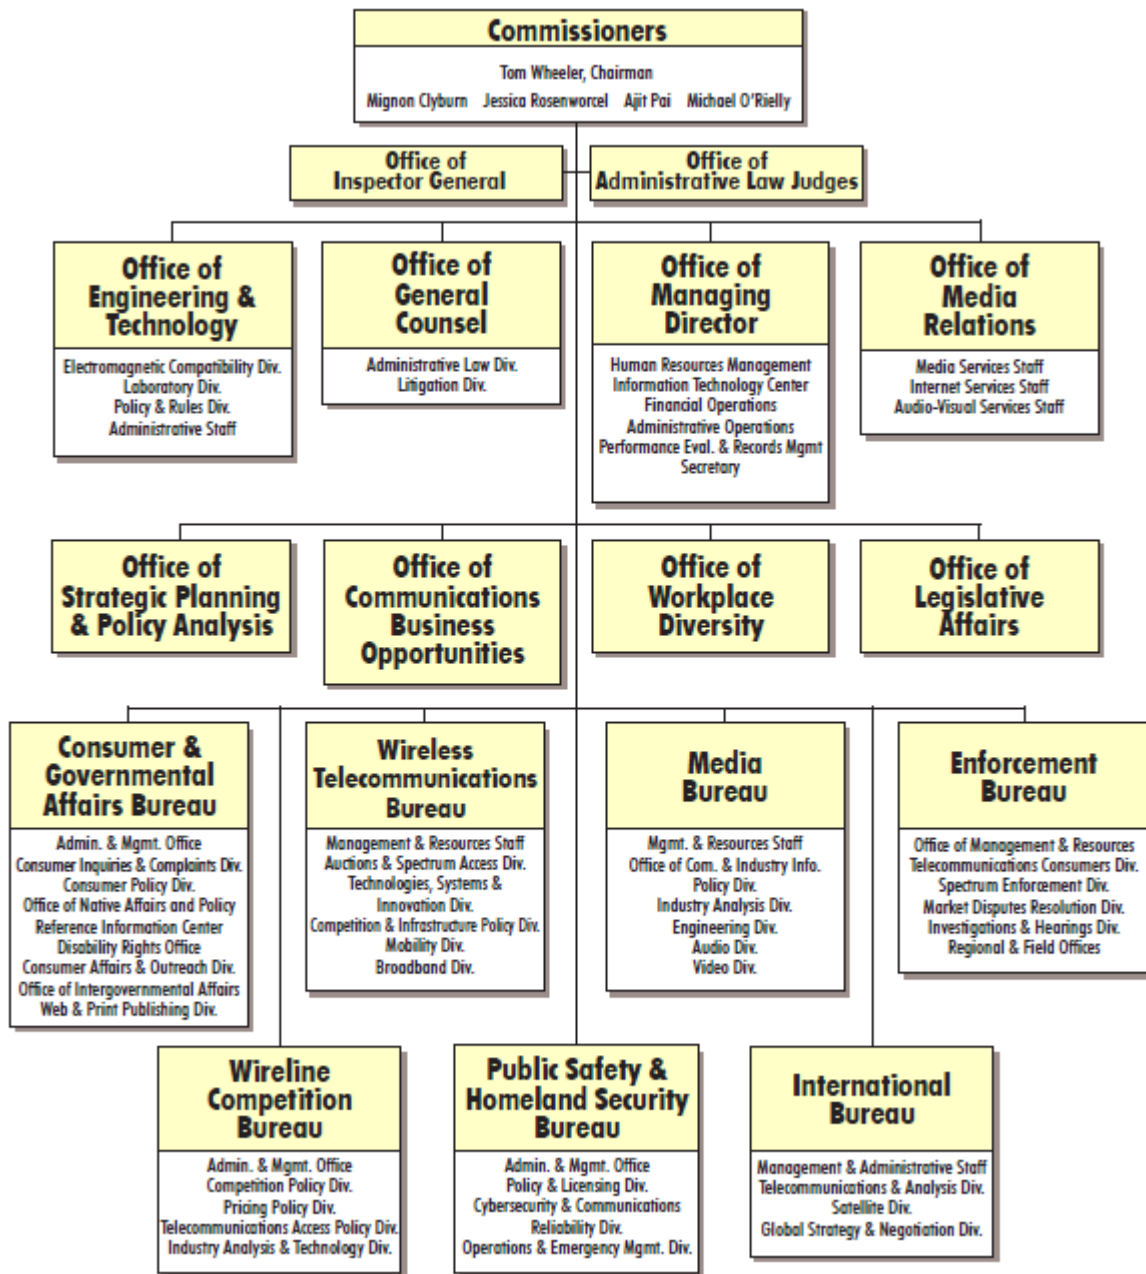 Commissioners
Tom Wheeler, Chairman
Mignon Clyburn Jessica Rosenworcel Ajit Pai Michael O'Rielly
Office of
Inspector General
Office of
Administrative Law Judges
Office of
Engineering &
Technology
Electromagnetic Compatibility Div.
Laboratory Div.
Policy & Rules Div.
Administrative Staff
Office of
General
Counsel
Administrative Law Div.
Litigation Div.
Office of
Managing
Director
Human Resources Management
Information Technology Center
Financial Operations
Administrative Operations
Performance Eval. & Records Mgmt
Secretary
Office of
Media
Relations
Media Services Staff
Internet Services Staff
Audio-Visual Services Staff
Office of
Strategic Planning
& Policy Analysis
Office of
Communications
Business
Opportunities
Office of
Workplace
Diversity
Office of
Legislative
Affairs
Consumer &
Governmental
Affairs Bureau
Admin. & Mgmt. Office
Consumer Inquiries & Complaints Div.
Consumer Policy Div.
Office of Native Affairs and Policy
Reference Information Center
Disability Rights Office
Consumer Affairs & Outreach Div.
Office of Intergovernmental Affairs
Web & Print Publishing Div.
Wireless
Telecommunications
Bureau
Management & Resources Staff
Auctions & Spectrum Access Div.
Technologies, Systems &
Innovation Div.
Competition & Infrastructure Policy Div.
Mobility Div.
Broadband Div.
Media
Bureau
Mgmt. & Resources Staff
Office of Com. & Industry Info.
Policy Div.
Industry Analysis Div.
Engineering Div.
Audio Div.
Video Div.
Enforcement
Bureau
Office of Management & Resources
Telecommunications Consumers Div.
Spectrum Enforcement Div.
Market Disputes Resolution Div.
Investigations & Hearings Div.
Regional & Field Offices
Wireline
Competition
Bureau
Admin. & Mgmt. Office
Competition Policy Div.
Pricing Policy Div.
Telecommunications Access Policy Div.
Industry Analysis & Technology Div.
Public Safety &
Homeland Security
Bureau
Admin. & Mgmt. Office
Policy & Licensing Div.
Cybersecurity & Communications
Reliability Div.
Operations & Emergency Mgmt. Div.
International
Bureau
Management & Administrative Staff
Telecommunications & Analysis Div.
Satellite Div.
Global Strategy & Negotiation Div.